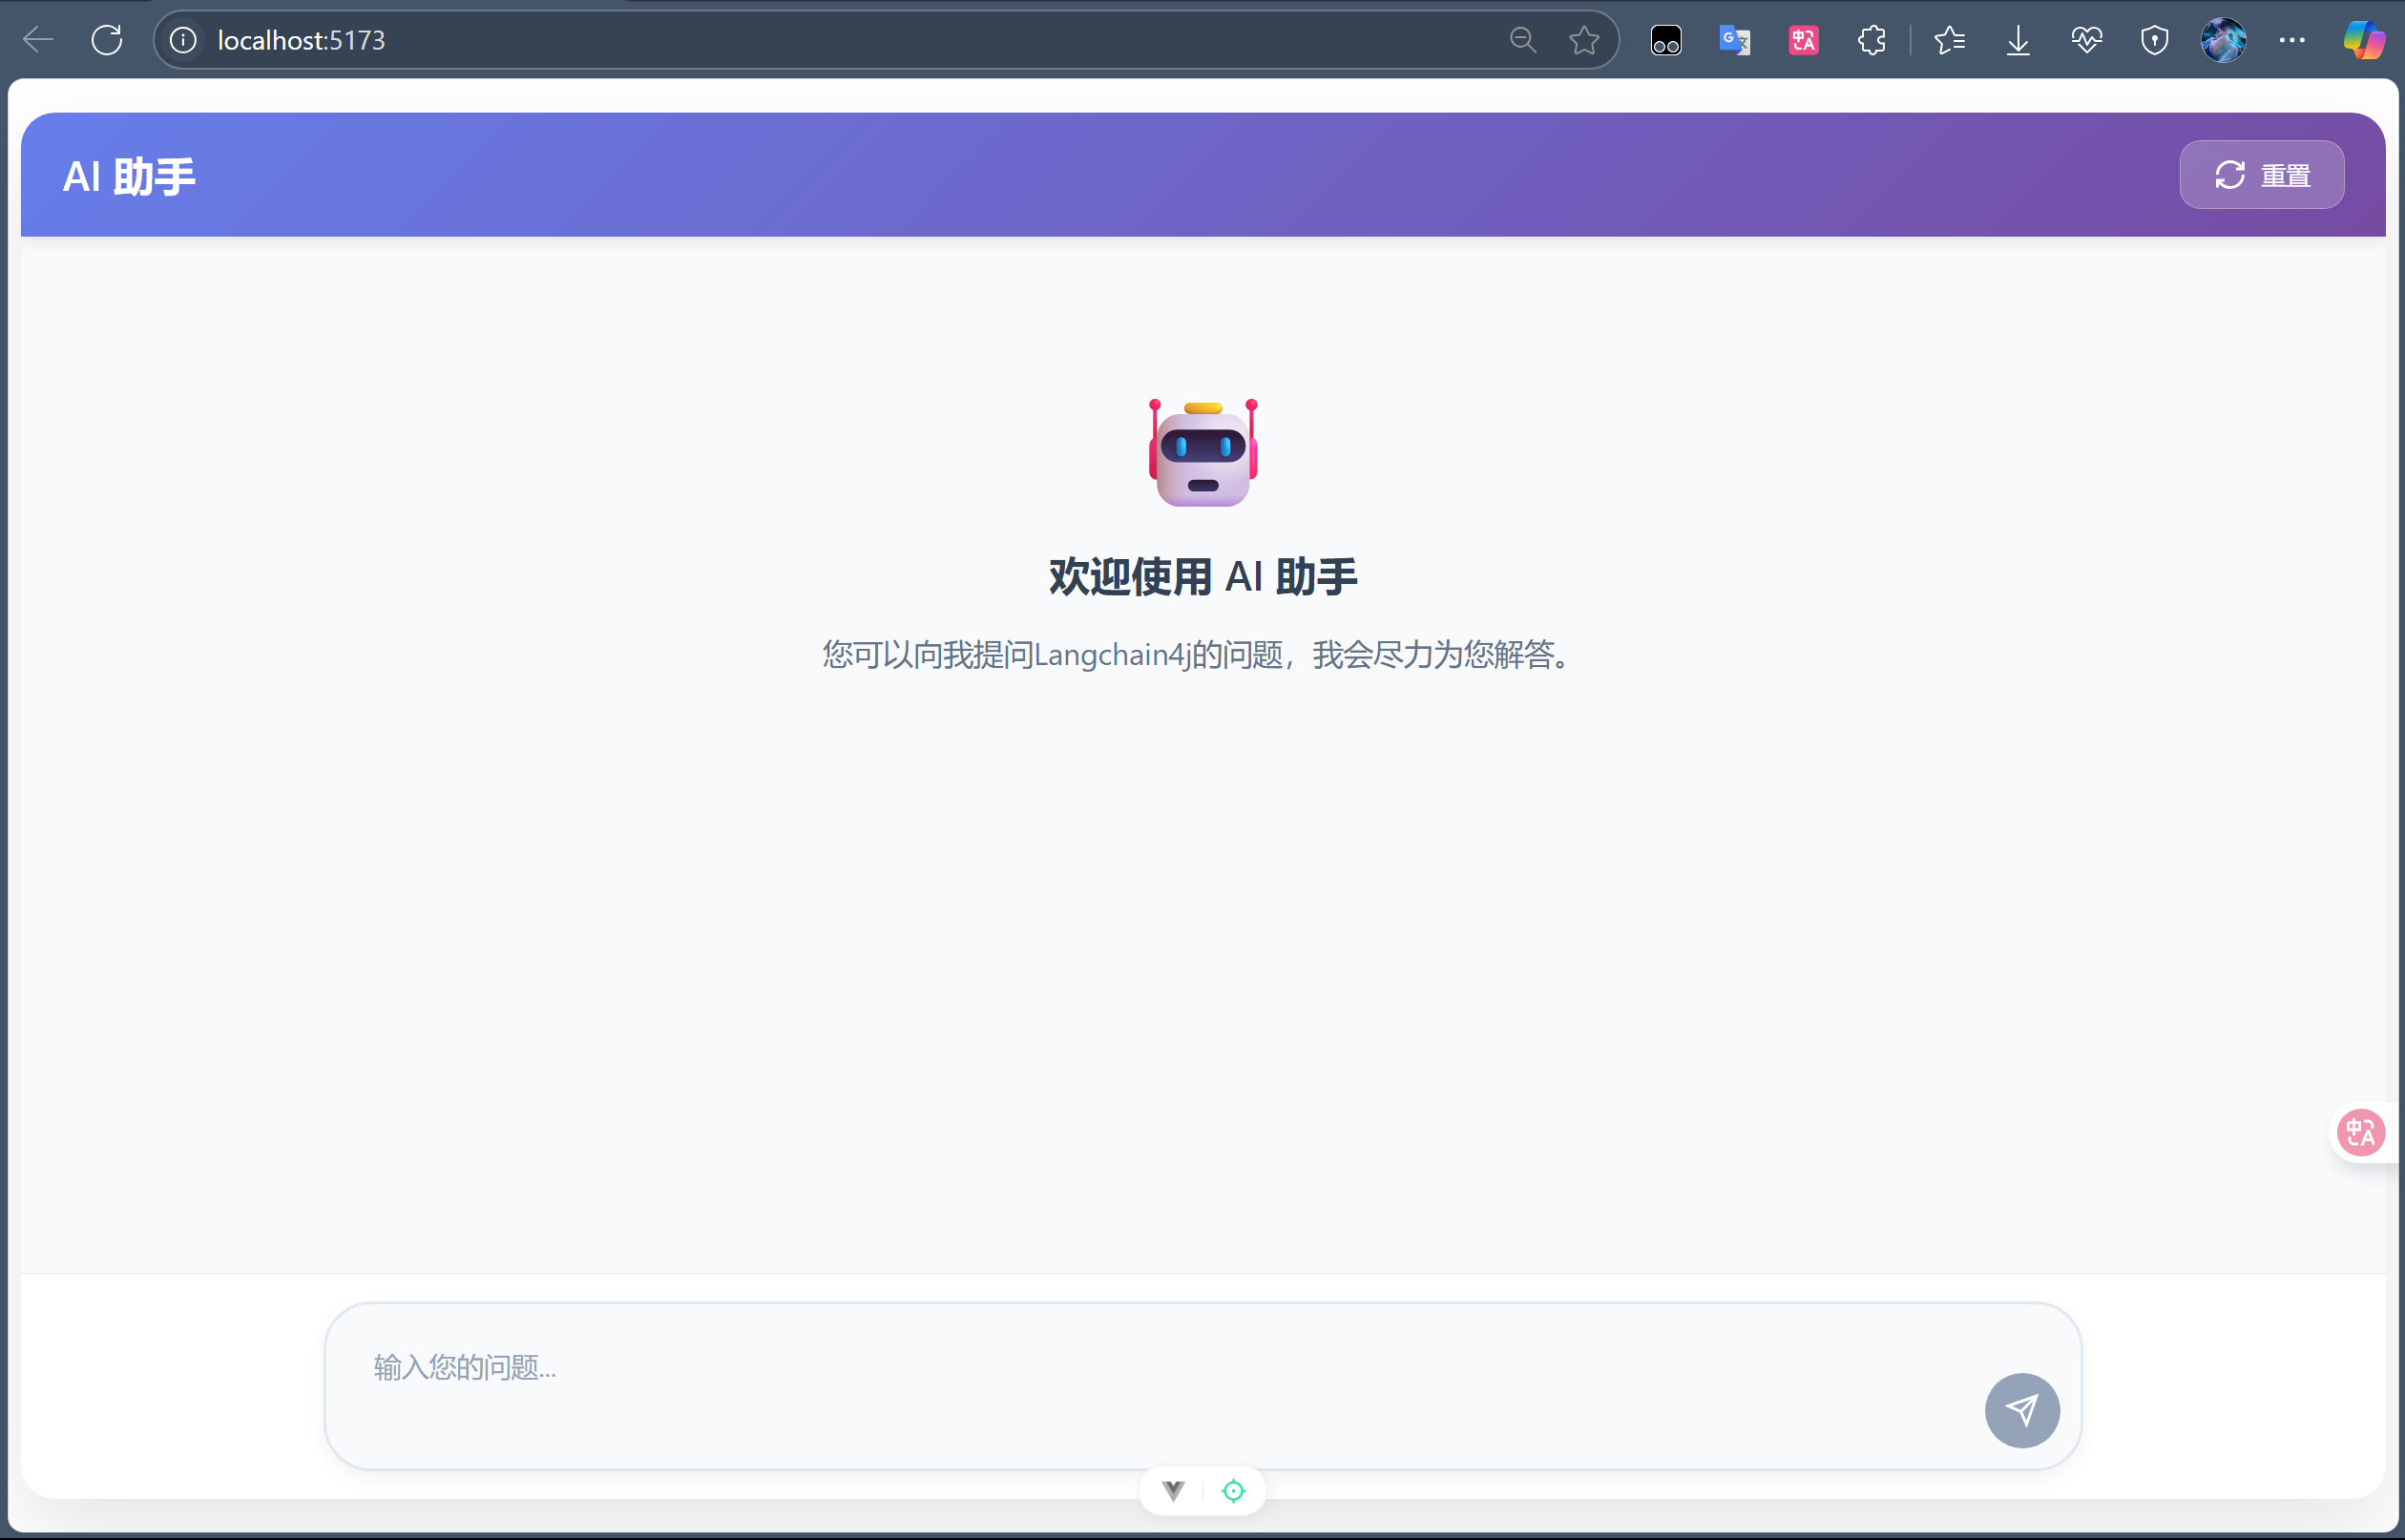 localhost:5173
AI 助手
重置
欢迎使用 AI 助手
您可以向我提问Langchain4j的问题，我会尽力为您解答。
输入您的问题...